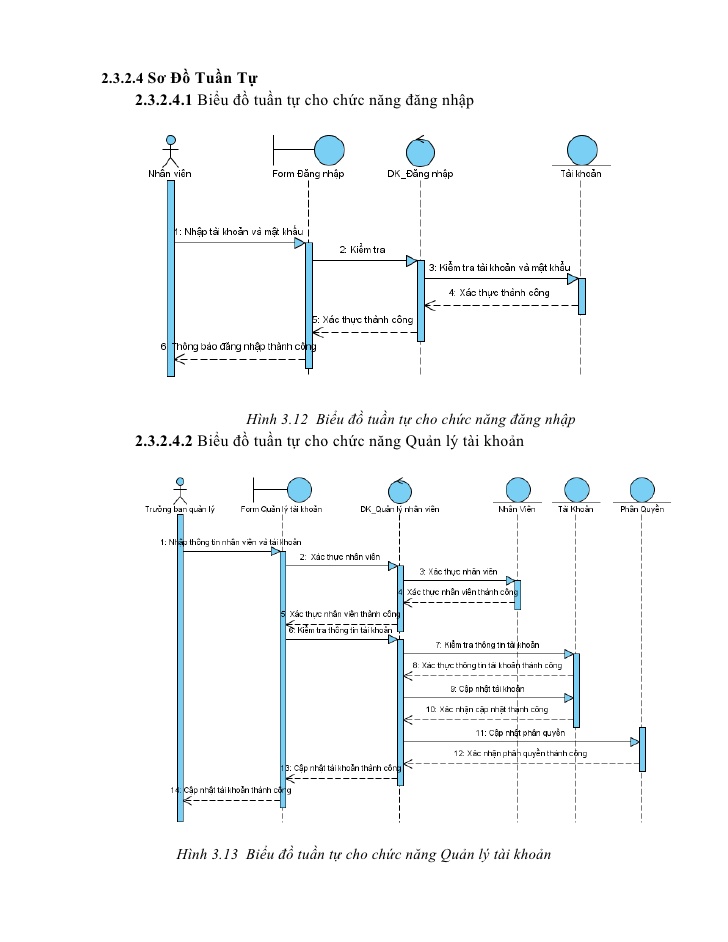 2.3.2.4 Sơ Đồ Tuần Tự
2.3.2.4.1 Biểu đồ tuần tự cho chức năng đăng nhập
Nhân viên
Form Đăng nhập
DK_Đăng nhập
Tài khoản
1: Nhập tài khoản và mật khẩu
2: Kiểm tra
3: Kiểm tra tài khoản và mật khẩu
4: Xác thực thành công
5: Xác thực thành công
6: Thông báo đăng nhập thành công
Hình 3.12 Biểu đồ tuần tự cho chức năng đăng nhập
2.3.2.4.2 Biểu đồ tuần tự cho chức năng Quản lý tài khoản
Trưởng ban quản lý
Form Quản lý tài khoản
DK_Quản lý nhân viên
Nhân Viên
Tài Khoản
Phân Quyền
1: Nhập thông tin nhân viên và tài khoản
2: Xác thực nhân viên
3: Xác thực nhân viên
4: Xác thực nhân viên thành công
5: Xác thực nhân viên thành công
6: Kiểm tra thông tin tài khoản
7: Kiểm tra thông tin tài khoản
8: Xác thực thông tin tài khoản thành công
9: Cập nhật tài khoản
10: Xác nhận cập nhật thành công
11: Cập nhật phân quyền
12: Xác nhận phân quyền thành công
13: Cập nhật tài khoản thành công
14: Cập nhật tài khoản thành công
Hình 3.13 Biểu đồ tuần tự cho chức năng Quản lý tài khoản